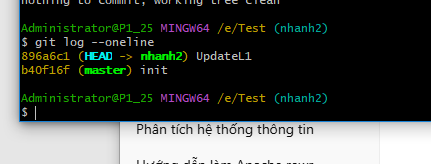 nothing to commit, working tree clean
Administrator@P1_25 MINGW64 /e/Test (nhanh2)
$ git log --oneline
896a6c1 (HEAD -> nhanh2) UpdateL1
b40f16f (master) init
Administrator@P1_25 MINGW64 /e/Test (nhanh2)
$
Phân tích hệ thống thông tin
Hướng dẫn làm Apache